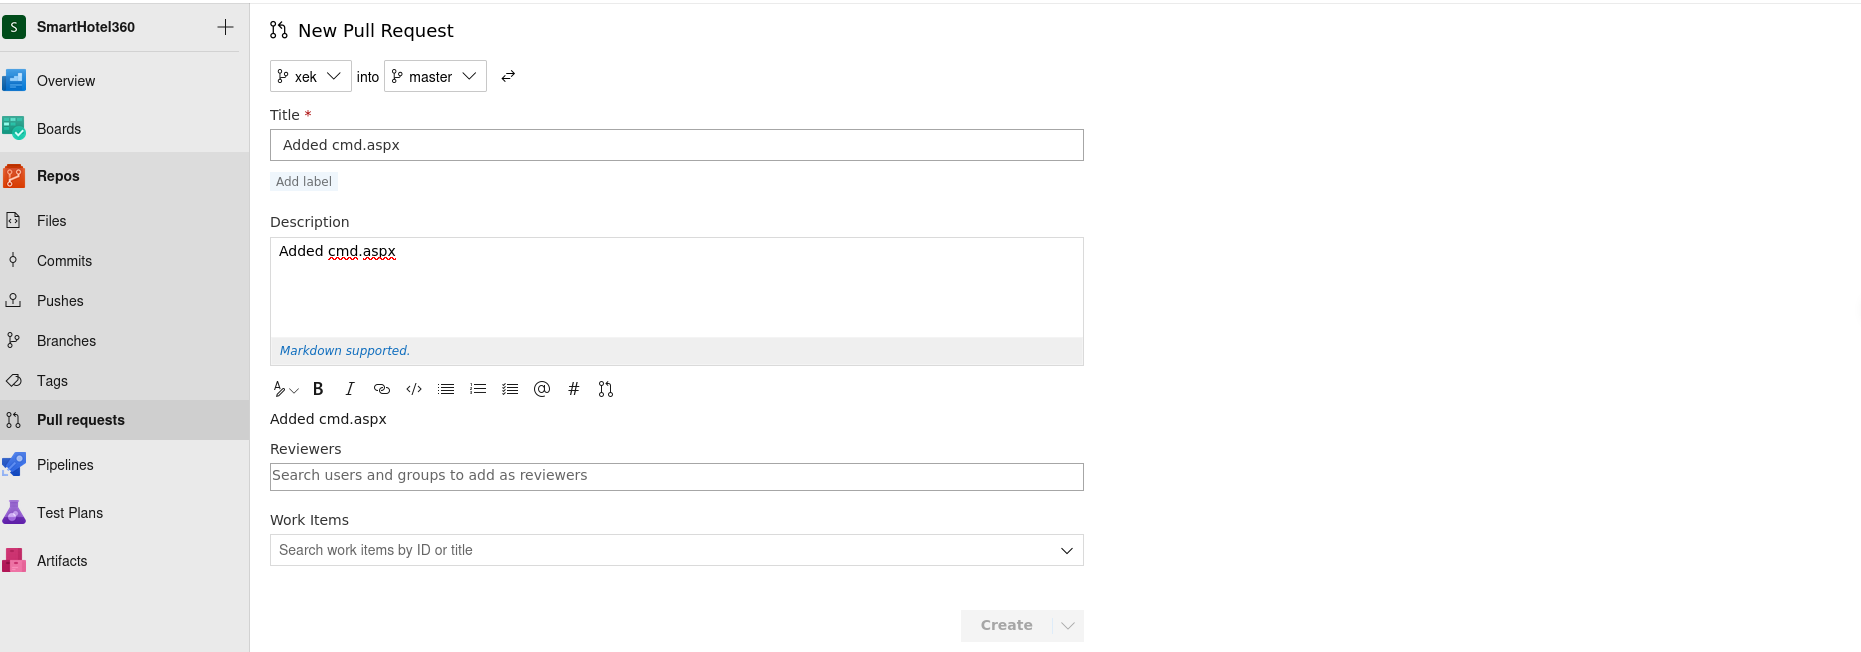 S SmartHotel360
Overview
Boards
Repos
Files
Commits
Pushes
Branches
Tags
Pull requests
Pipelines
Test Plans
Artifacts
New Pull Request
xek into master
Title *
Added cmd.aspx
Add label
Description
Added cmd.aspx
Markdown supported.
Added cmd.aspx
Reviewers
Search users and groups to add as reviewers
Work Items
Search work items by ID or title
Create